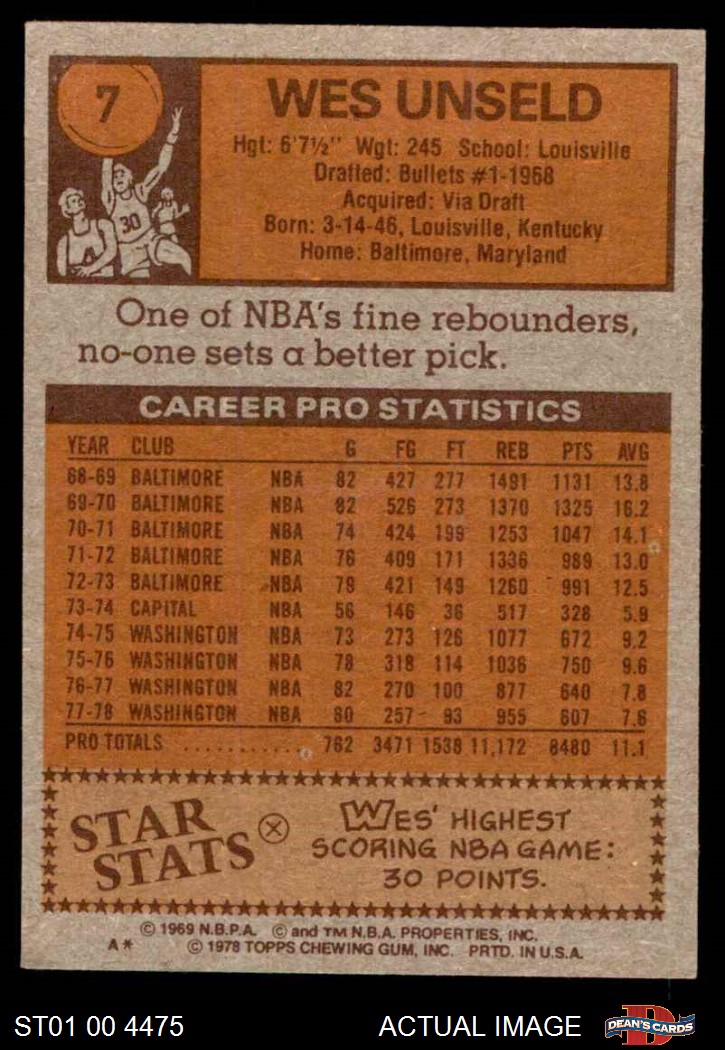 7
30
WES UNSELD
Hgt: 6'7½" Wgt: 245 School: Louisville
Drafted: Bullets #1-1968
Acquired: Via Draft
Born: 3-14-46, Louisville, Kentucky
Home: Baltimore, Maryland
One of NBA's fine rebounders,
no-one sets a better pick.
CAREER PRO STATISTICS
YEAR CLUB G FG FT REB PTS AVG
68-69 BALTIMORE NBA 82 427 277 1491 1131 13.8
69-70 BALTIMORE NBA 82 526 273 1370 1325 16.2
70-71 BALTIMORE NBA 74 424 199 1253 1047 14.1
71-72 BALTIMORE NBA 76 409 171 1336 989 13.0
72-73 BALTIMORE NBA 79 421 149 1260 991 12.5
73-74 CAPITAL NBA 56 146 36 517 328 5.9
74-75 WASHINGTON NBA 73 273 126 1077 672 9.2
75-76 WASHINGTON NBA 78 318 114 1036 750 9.6
76-77 WASHINGTON NBA 82 270 100 877 640 7.8
77-78 WASHINGTON NBA 80 257 93 955 607 7.6
PRO TOTALS ............ 762 3471 1538 11,172 8480 11.1
STAR
STATS
WES' HIGHEST
SCORING NBA GAME:
30 POINTS.
© 1969 N.B.P.A. © and TM N.B.A. PROPERTIES, INC.
A* © 1978 TOPPS CHEWING GUM, INC. PRTD. IN U.S.A.
ST01 00 4475 ACTUAL IMAGE
D
DEAN'S CARDS